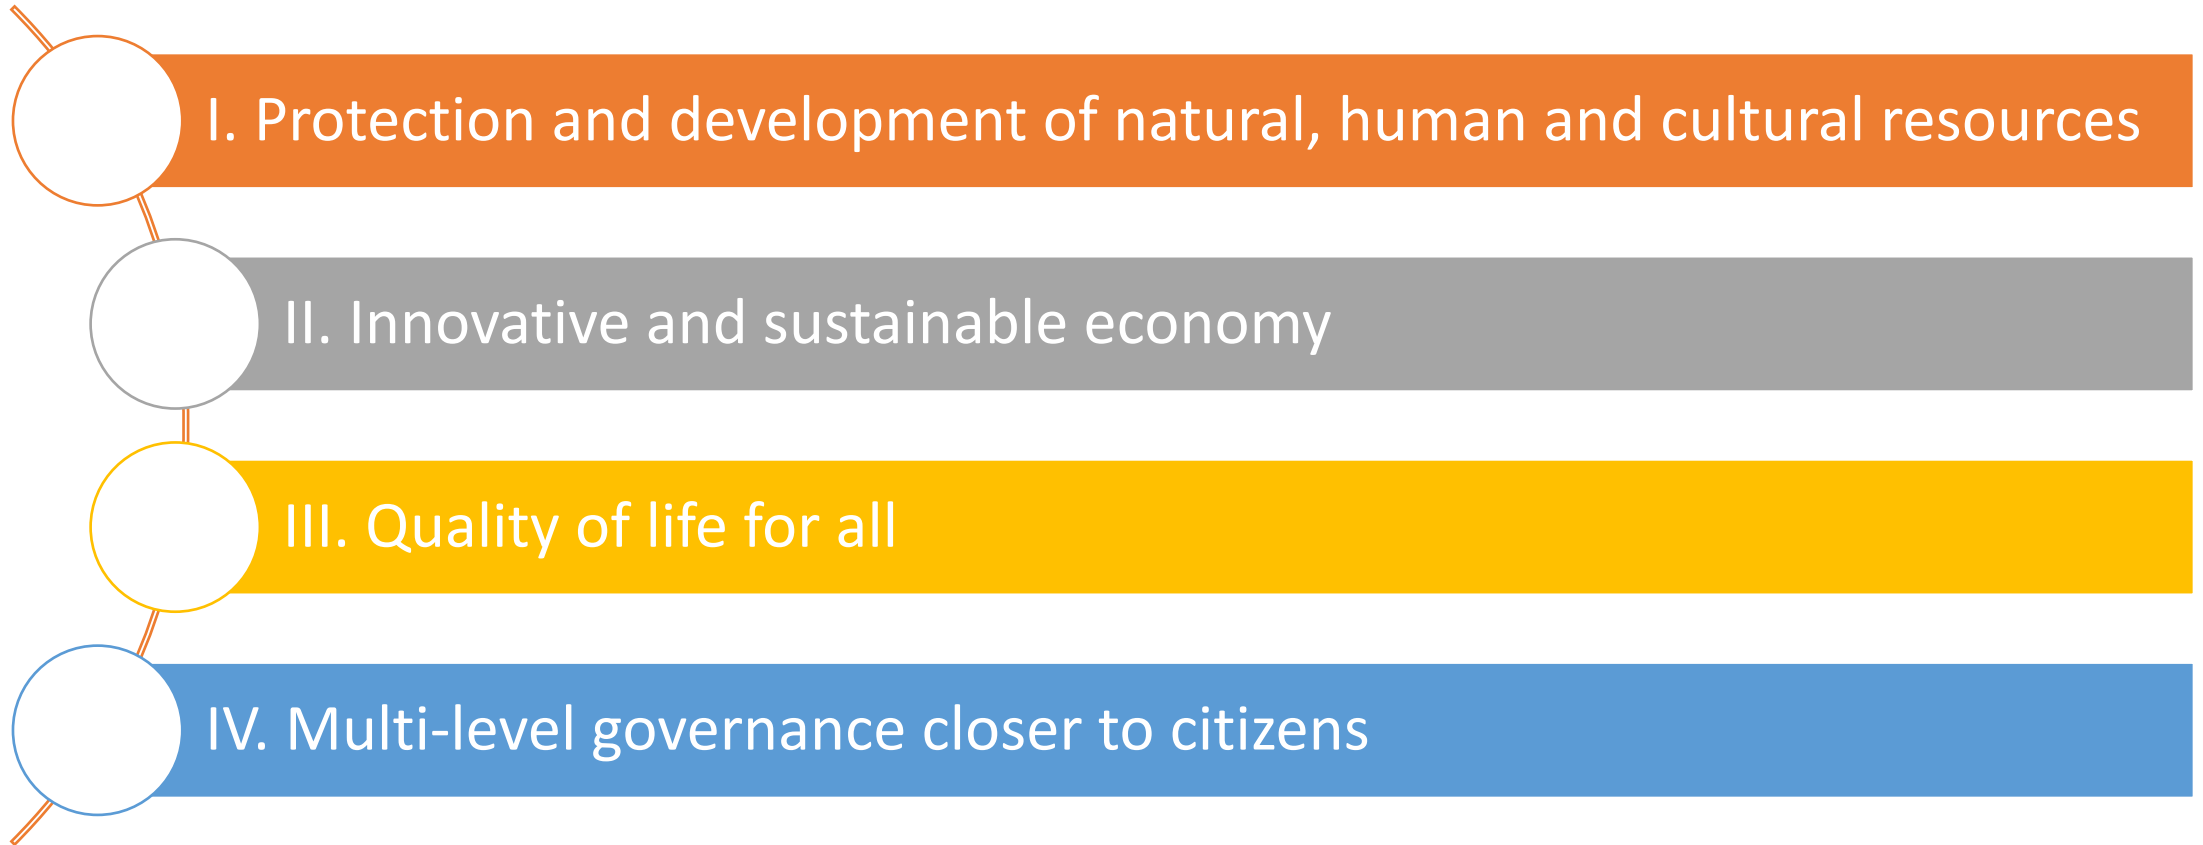 I. Protection and development of natural, human and cultural resources
II. Innovative and sustainable economy
III. Quality of life for all
IV. Multi-level governance closer to citizens